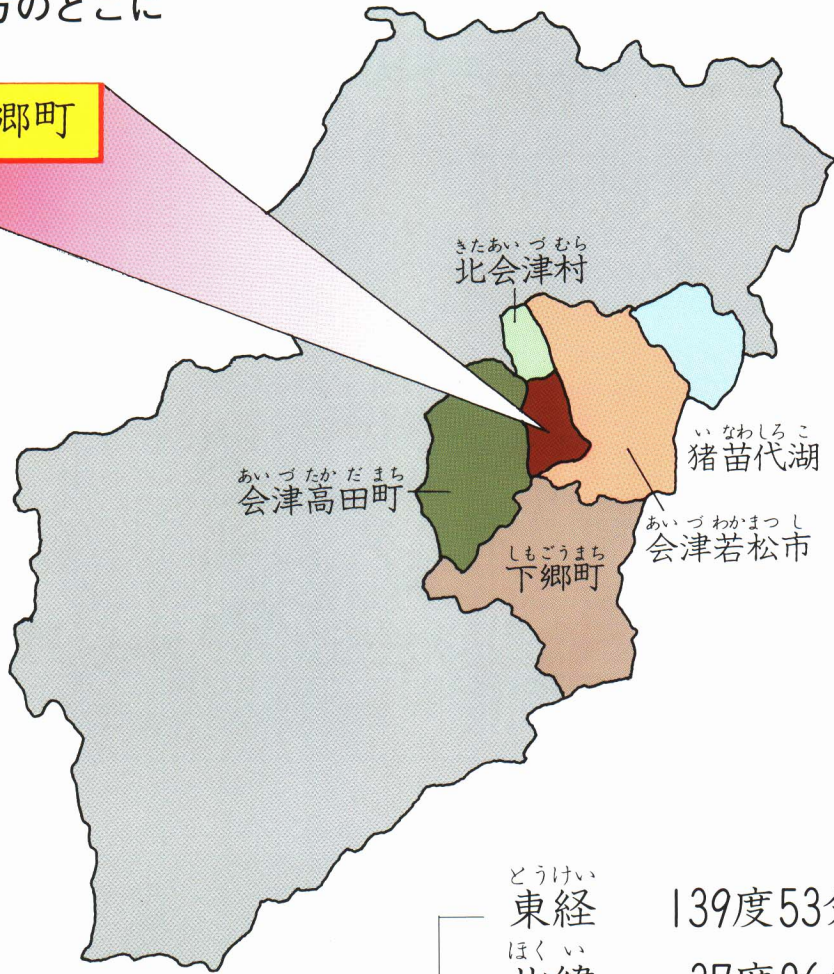 のどこに
郷町
きたあいづむら
北会津村
いなわしろこ
猪苗代湖
あいづたかだまち
会津高田町
あいづわかまつし
会津若松市
しもごうまち
下郷町
とうけい
東経 139度53
ほくい